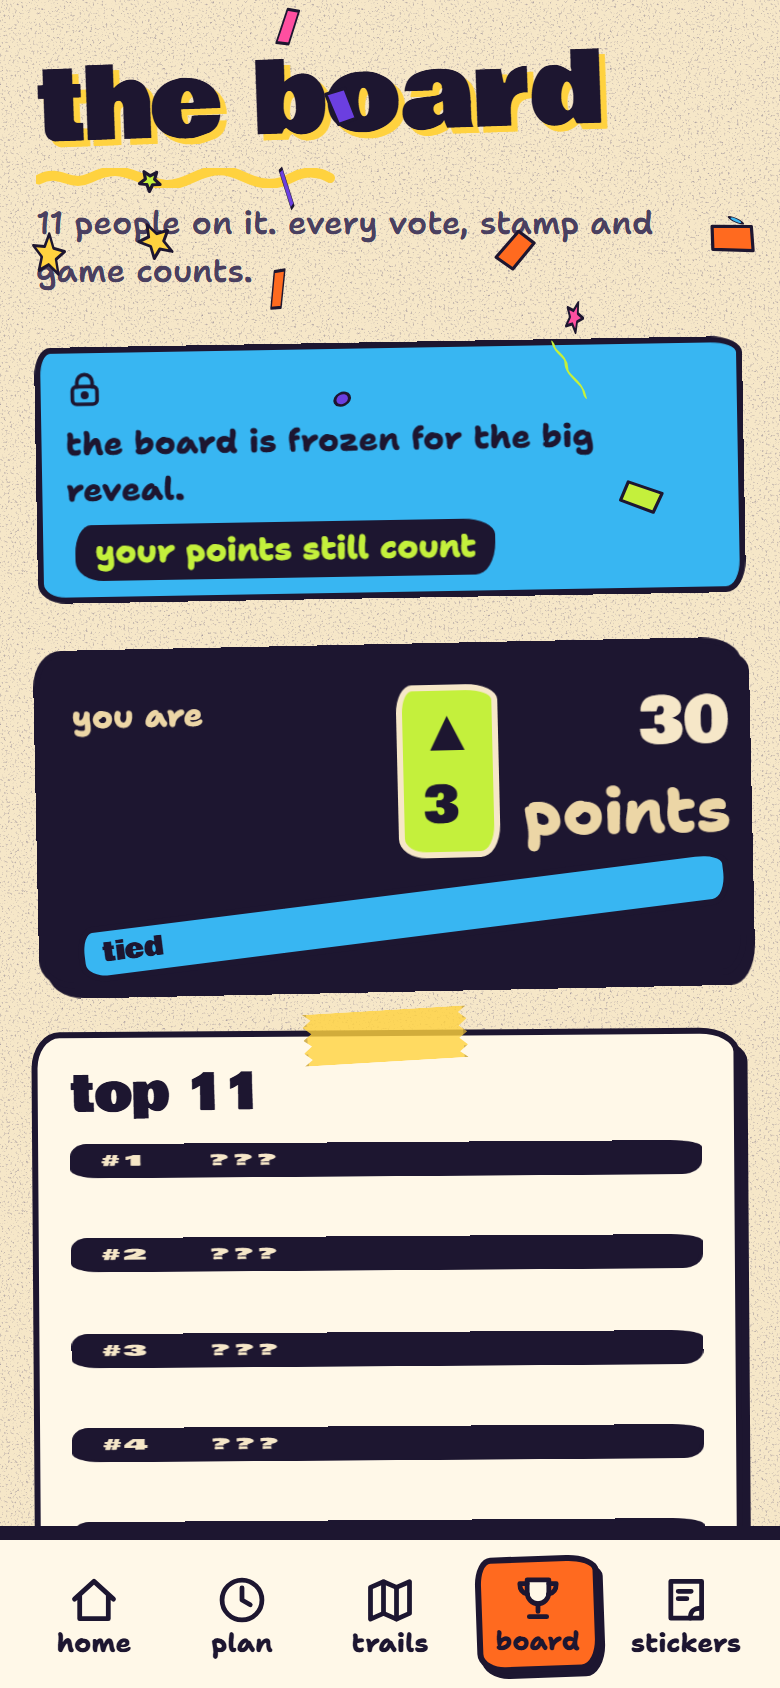 the board
11 people on it. every vote, stamp and
game counts.
the board is frozen for the big
reveal.
your points still count
you are
▲
3
30
points
tied
top 11
#1 ???
#2 ???
#3 ???
#4 ???
home plan trails board stickers